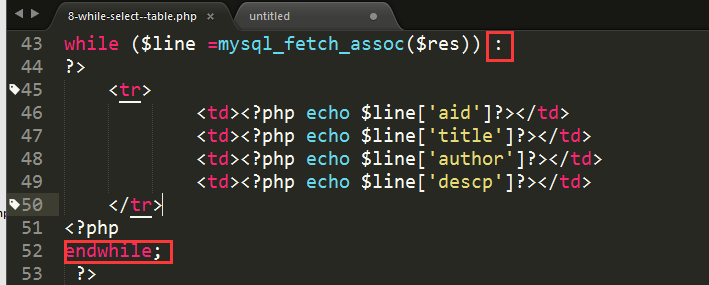 8-while-select--table.php × untitled
43 while ($line =mysql_fetch_assoc($res)) :
44 ?>
45 <tr>
46 <td><?php echo $line['aid']?></td>
47 <td><?php echo $line['title']?></td>
48 <td><?php echo $line['author']?></td>
49 <td><?php echo $line['descp']?></td>
50 </tr>
51 <?php
52 endwhile;
53 ?>